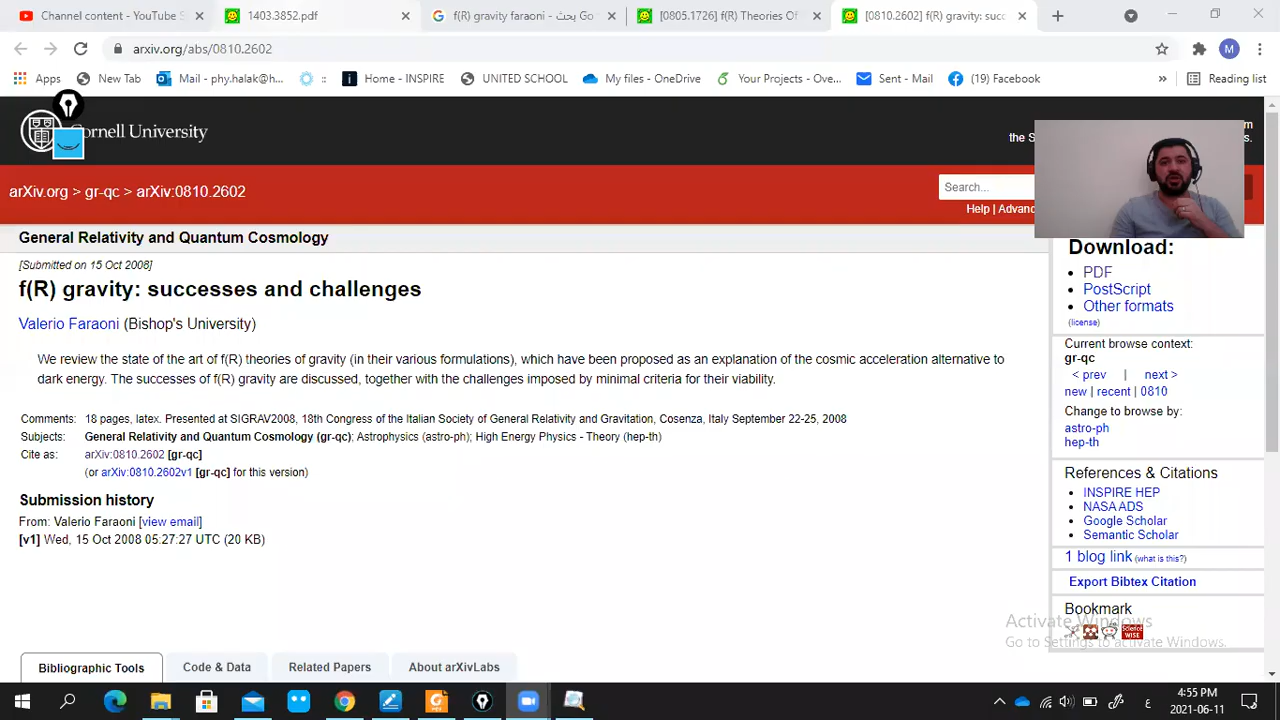 Channel content - YouTube S
1403.3852.pdf
f(R) gravity faraoni - بحث Go
[0805.1726] f(R) Theories Of
[0810.2602] f(R) gravity: succ
arxiv.org/abs/0810.2602
M
Apps
New Tab
Mail - phy.halak@h...
::
Home - INSPIRE
UNITED SCHOOL
My files - OneDrive
Your Projects - Ove...
Sent - Mail
(19) Facebook
»
Reading list
Cornell University
the S
m
s.
arXiv.org > gr-qc > arXiv:0810.2602
Search...
Help | Advanc
General Relativity and Quantum Cosmology
[Submitted on 15 Oct 2008]
f(R) gravity: successes and challenges
Valerio Faraoni (Bishop's University)
We review the state of the art of f(R) theories of gravity (in their various formulations), which have been proposed as an explanation of the cosmic acceleration alternative to
dark energy. The successes of f(R) gravity are discussed, together with the challenges imposed by minimal criteria for their viability.
Comments: 18 pages, latex. Presented at SIGRAV2008, 18th Congress of the Italian Society of General Relativity and Gravitation, Cosenza, Italy September 22-25, 2008
Subjects: General Relativity and Quantum Cosmology (gr-qc); Astrophysics (astro-ph); High Energy Physics - Theory (hep-th)
Cite as: arXiv:0810.2602 [gr-qc]
(or arXiv:0810.2602v1 [gr-qc] for this version)
Submission history
From: Valerio Faraoni [view email]
[v1] Wed, 15 Oct 2008 05:27:27 UTC (20 KB)
Download:
PDF
PostScript
Other formats
(license)
Current browse context:
gr-qc
< prev | next >
new | recent | 0810
Change to browse by:
astro-ph
hep-th
References & Citations
INSPIRE HEP
NASA ADS
Google Scholar
Semantic Scholar
1 blog link (what is this?)
Export Bibtex Citation
Bookmark
Science
WISE
Activate Windows
Go to Settings to activate Windows.
Bibliographic Tools
Code & Data
Related Papers
About arXivLabs
ع
4:55 PM
2021-06-11